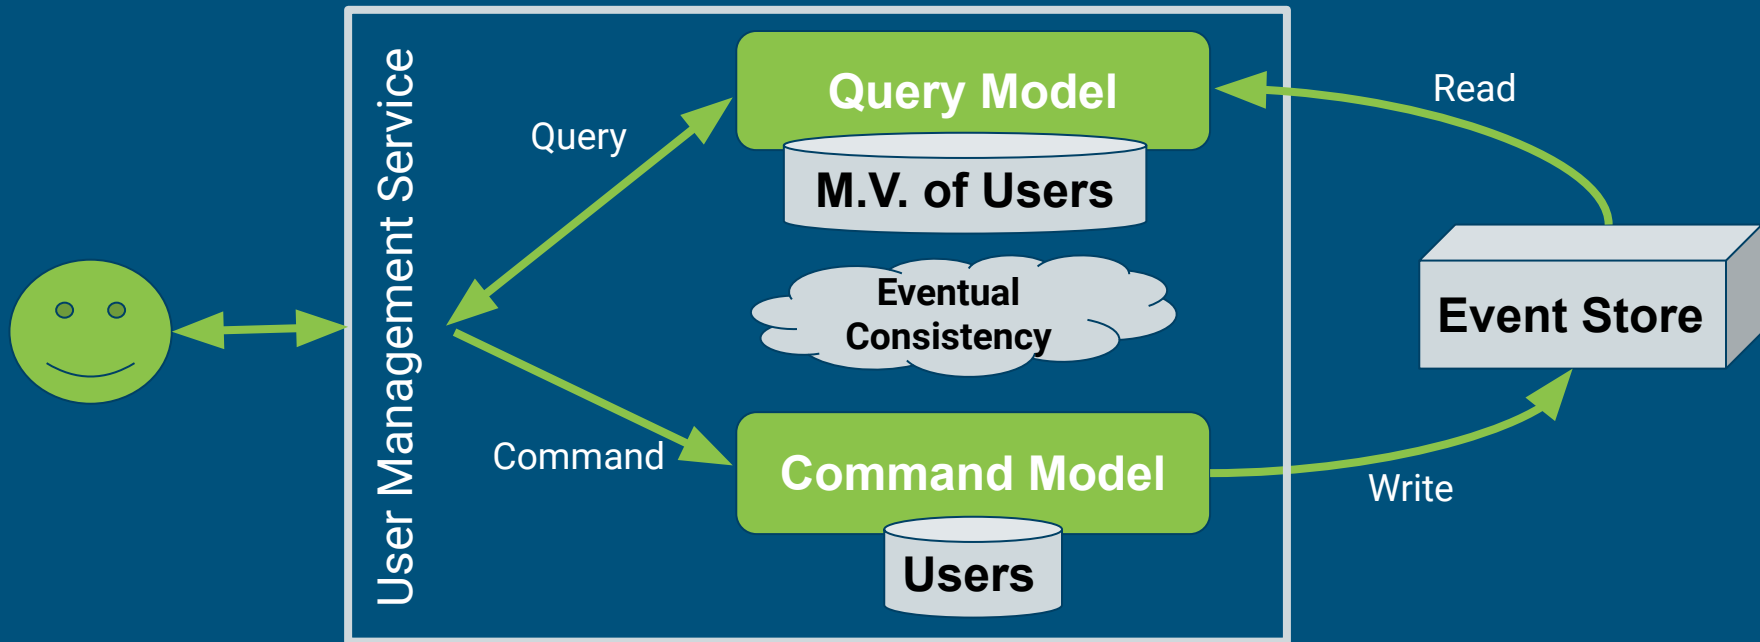 User Management Service
Query Model
M.V. of Users
Query
Read
Eventual
Consistency
Event Store
Command
Command Model
Write
Users